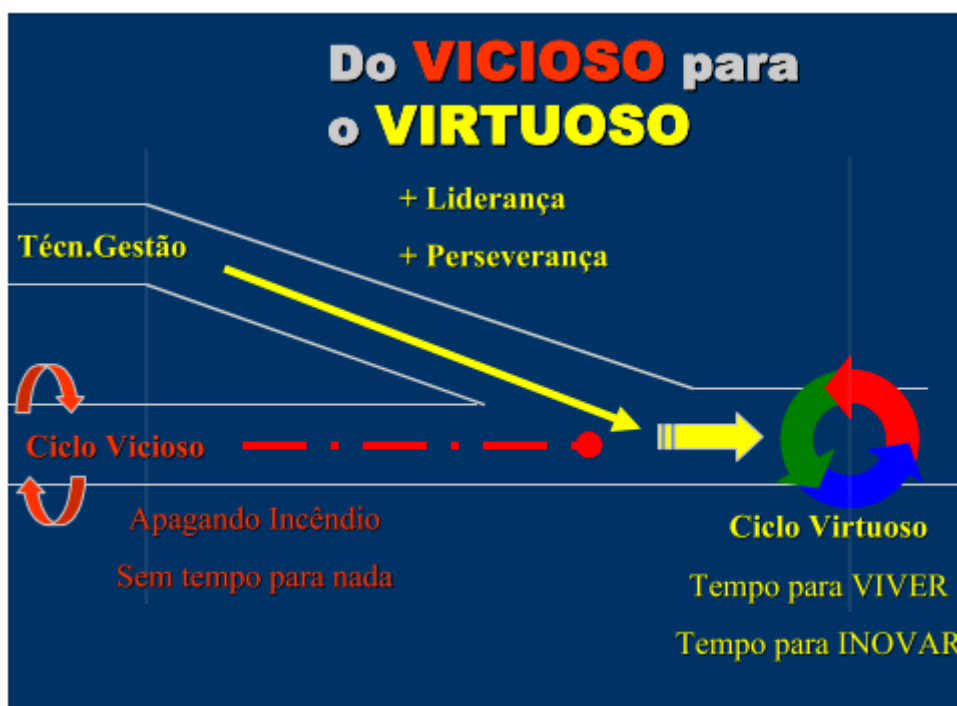 Do VICIOSO para
o VIRTUOSO
+ Liderança
Técn.Gestão
+ Perseverança
Ciclo Vicioso
Apagando Incêndio
Sem tempo para nada
Ciclo Virtuoso
Tempo para VIVER
Tempo para INOVAR